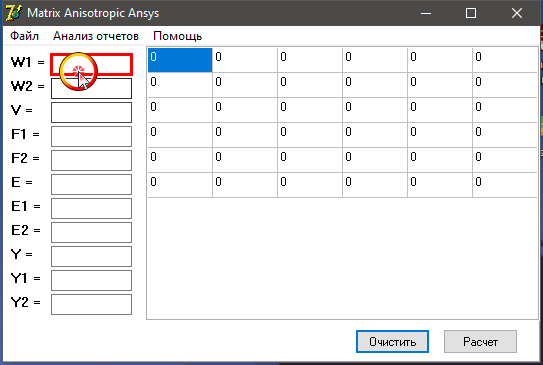 Matrix Anisotropic Ansys
Файл Анализ отчетов Помощь
W1 =
W2 =
V =
F1 =
F2 =
E =
E1 =
E2 =
Y =
Y1 =
Y2 =
0 0 0 0 0 0
0 0 0 0 0 0
0 0 0 0 0 0
0 0 0 0 0 0
0 0 0 0 0 0
0 0 0 0 0 0
Очистить Расчет